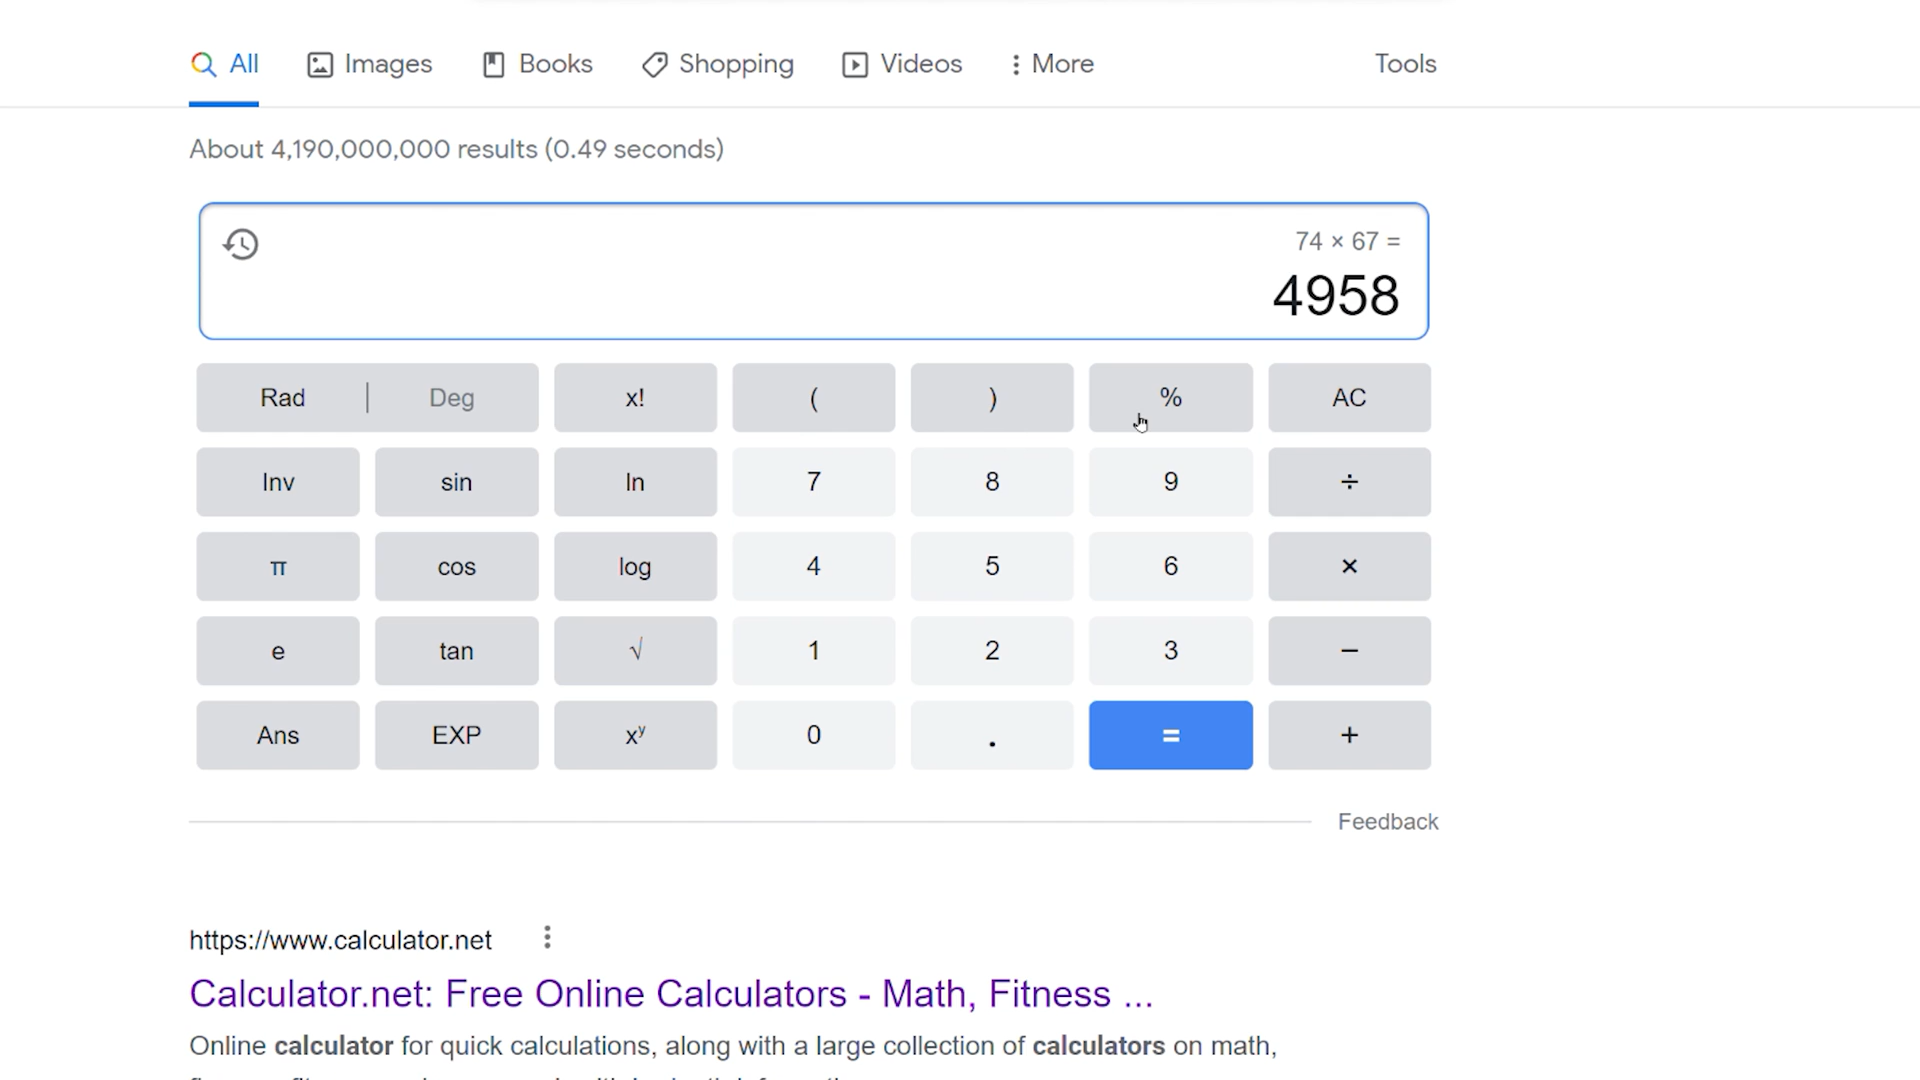 All Images Books Shopping Videos More Tools
About 4,190,000,000 results (0.49 seconds)
74 × 67 =
4958
Rad | Deg x! ( ) % AC
Inv sin ln 7 8 9 ÷
π cos log 4 5 6 ×
e tan √ 1 2 3 −
Ans EXP xʸ 0 . = +
Feedback
https://www.calculator.net
Calculator.net: Free Online Calculators - Math, Fitness ...
Online calculator for quick calculations, along with a large collection of calculators on math,